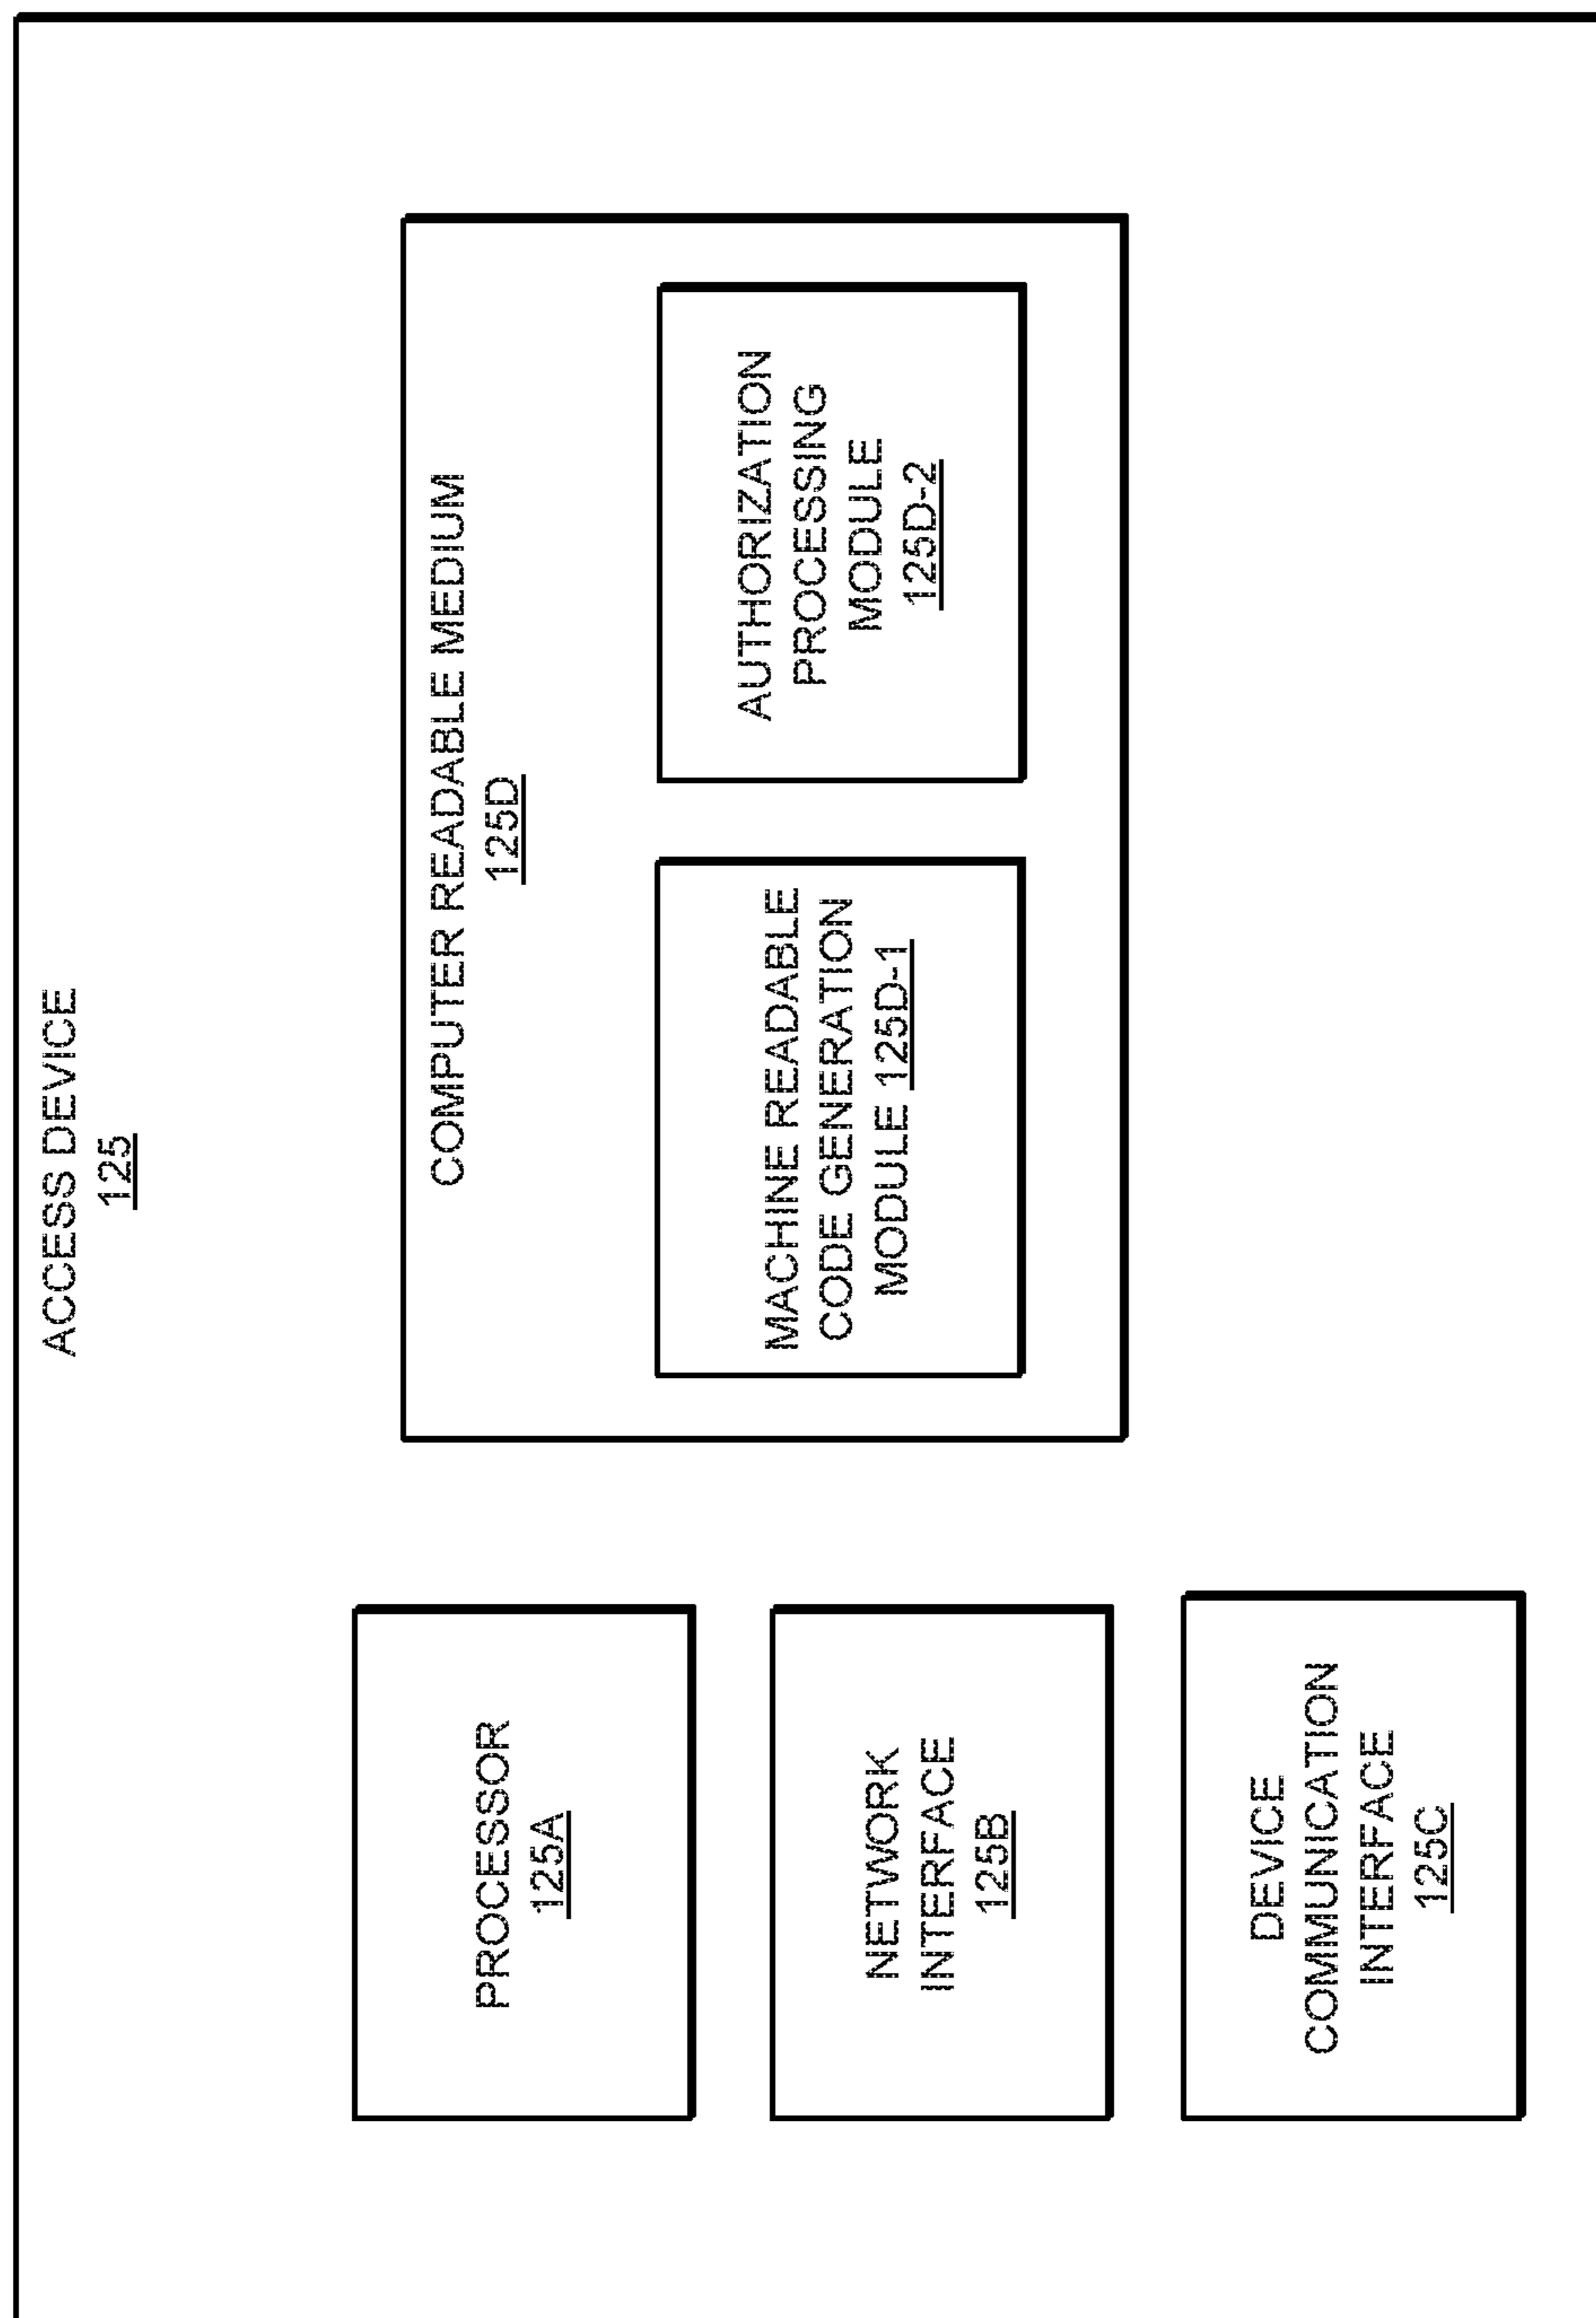 ACCESS DEVICE
125
PROCESSOR
125A
NETWORK
INTERFACE
125B
DEVICE
COMMUNICATION
INTERFACE
125C
COMPUTER READABLE MEDIUM
125D
MACHINE READABLE
CODE GENERATION
MODULE 125D-1
AUTHORIZATION
PROCESSING
MODULE
125D-2